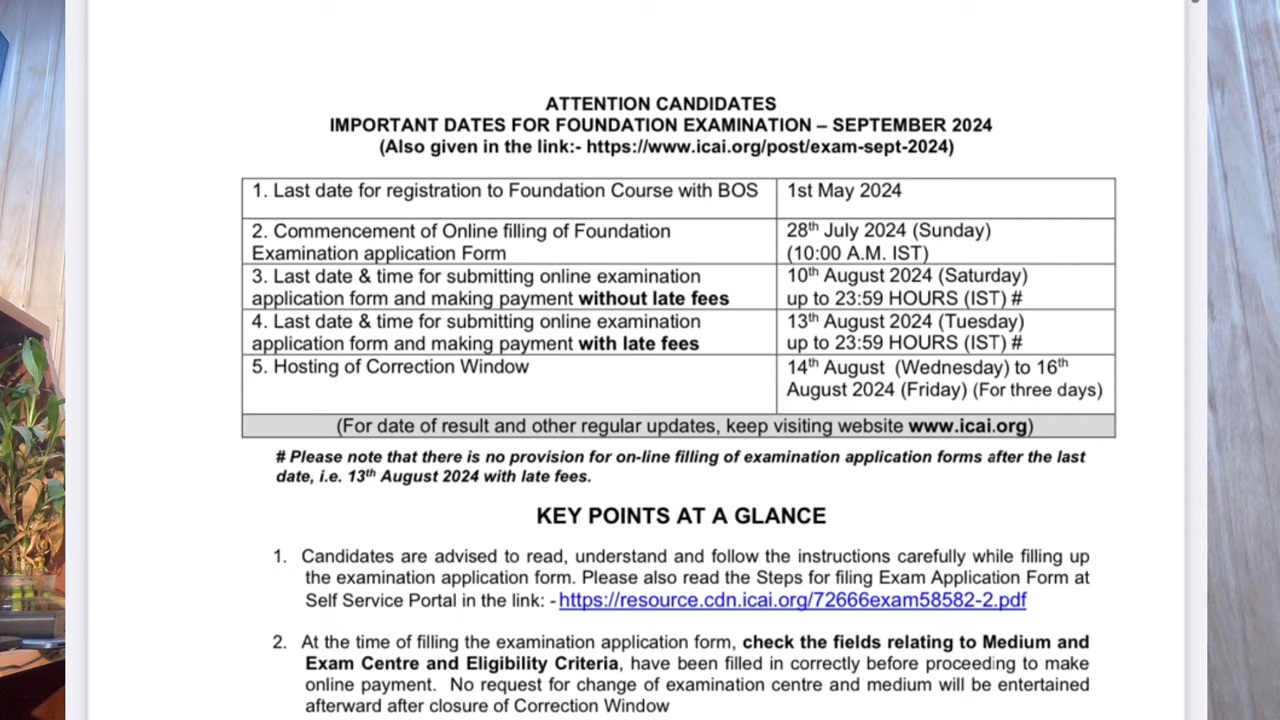 ATTENTION CANDIDATES
IMPORTANT DATES FOR FOUNDATION EXAMINATION – SEPTEMBER 2024
(Also given in the link:- https://www.icai.org/post/exam-sept-2024)
1. Last date for registration to Foundation Course with BOS
1st May 2024
2. Commencement of Online filling of Foundation
Examination application Form
28th July 2024 (Sunday)
(10:00 A.M. IST)
3. Last date & time for submitting online examination
application form and making payment without late fees
10th August 2024 (Saturday)
up to 23:59 HOURS (IST) #
4. Last date & time for submitting online examination
application form and making payment with late fees
13th August 2024 (Tuesday)
up to 23:59 HOURS (IST) #
5. Hosting of Correction Window
14th August (Wednesday) to 16th
August 2024 (Friday) (For three days)
(For date of result and other regular updates, keep visiting website www.icai.org)
# Please note that there is no provision for on-line filling of examination application forms after the last
date, i.e. 13th August 2024 with late fees.
KEY POINTS AT A GLANCE
1. Candidates are advised to read, understand and follow the instructions carefully while filling up
the examination application form. Please also read the Steps for filing Exam Application Form at
Self Service Portal in the link: - https://resource.cdn.icai.org/72666exam58582-2.pdf
2. At the time of filling the examination application form, check the fields relating to Medium and
Exam Centre and Eligibility Criteria, have been filled in correctly before proceeding to make
online payment. No request for change of examination centre and medium will be entertained
afterward after closure of Correction Window